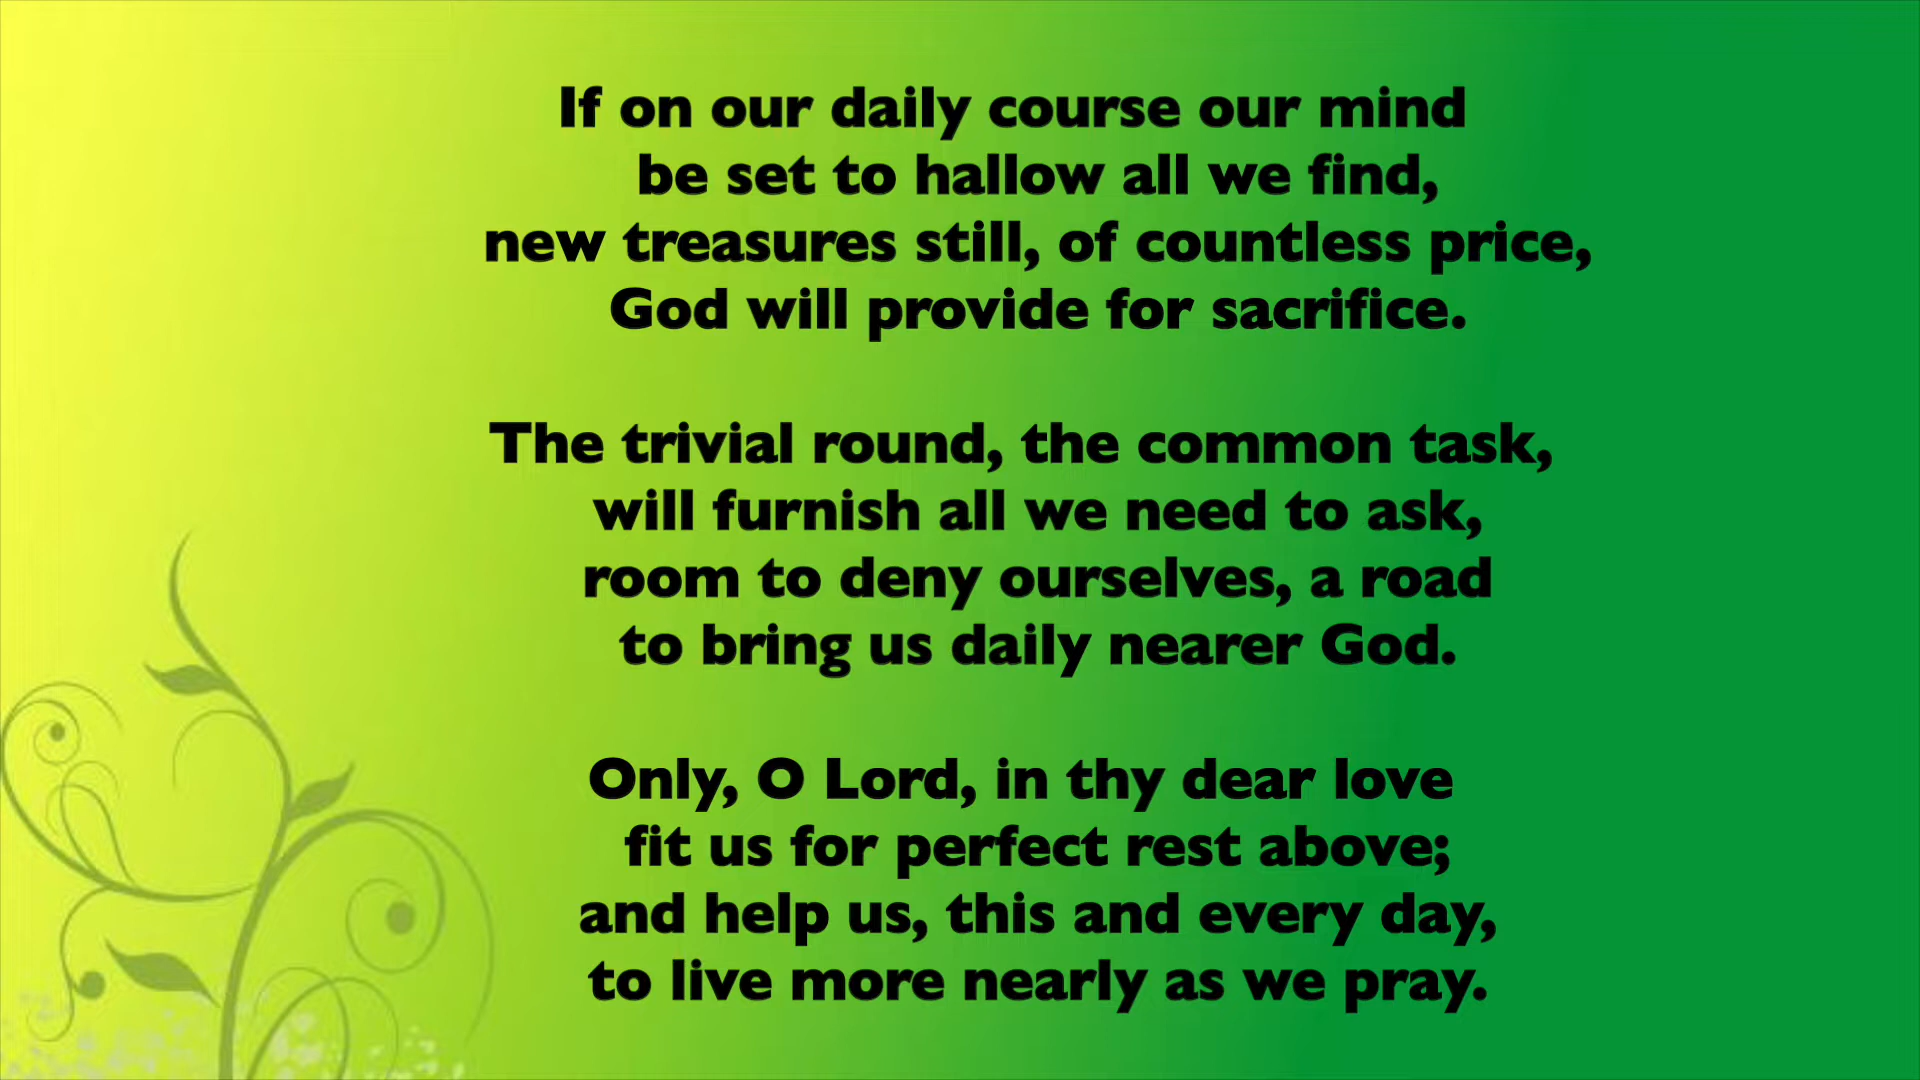 If on our daily course our mind
be set to hallow all we find,
new treasures still, of countless price,
God will provide for sacrifice.
The trivial round, the common task,
will furnish all we need to ask,
room to deny ourselves, a road
to bring us daily nearer God.
Only, O Lord, in thy dear love
fit us for perfect rest above;
and help us, this and every day,
to live more nearly as we pray.